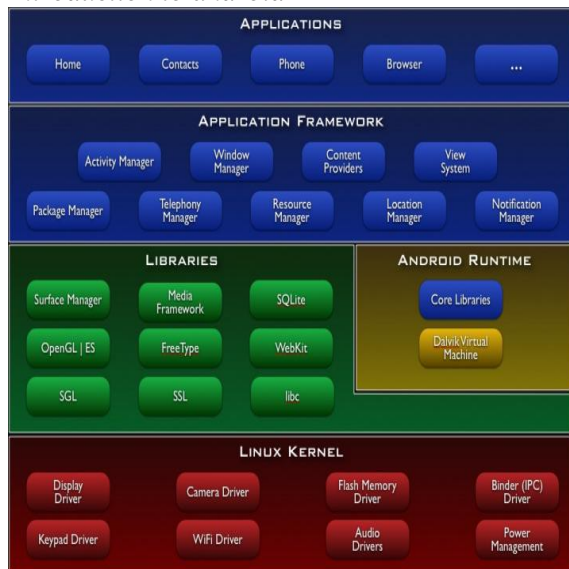 APPLICATIONS
Home Contacts Phone Browser ...
APPLICATION FRAMEWORK
Activity Manager Window Manager Content Providers View System
Package Manager Telephony Manager Resource Manager Location Manager Notification Manager
LIBRARIES
Surface Manager Media Framework SQLite
OpenGL | ES FreeType WebKit
SGL SSL libc
ANDROID RUNTIME
Core Libraries
Dalvik Virtual Machine
LINUX KERNEL
Display Driver Camera Driver Flash Memory Driver Binder (IPC) Driver
Keypad Driver WiFi Driver Audio Drivers Power Management